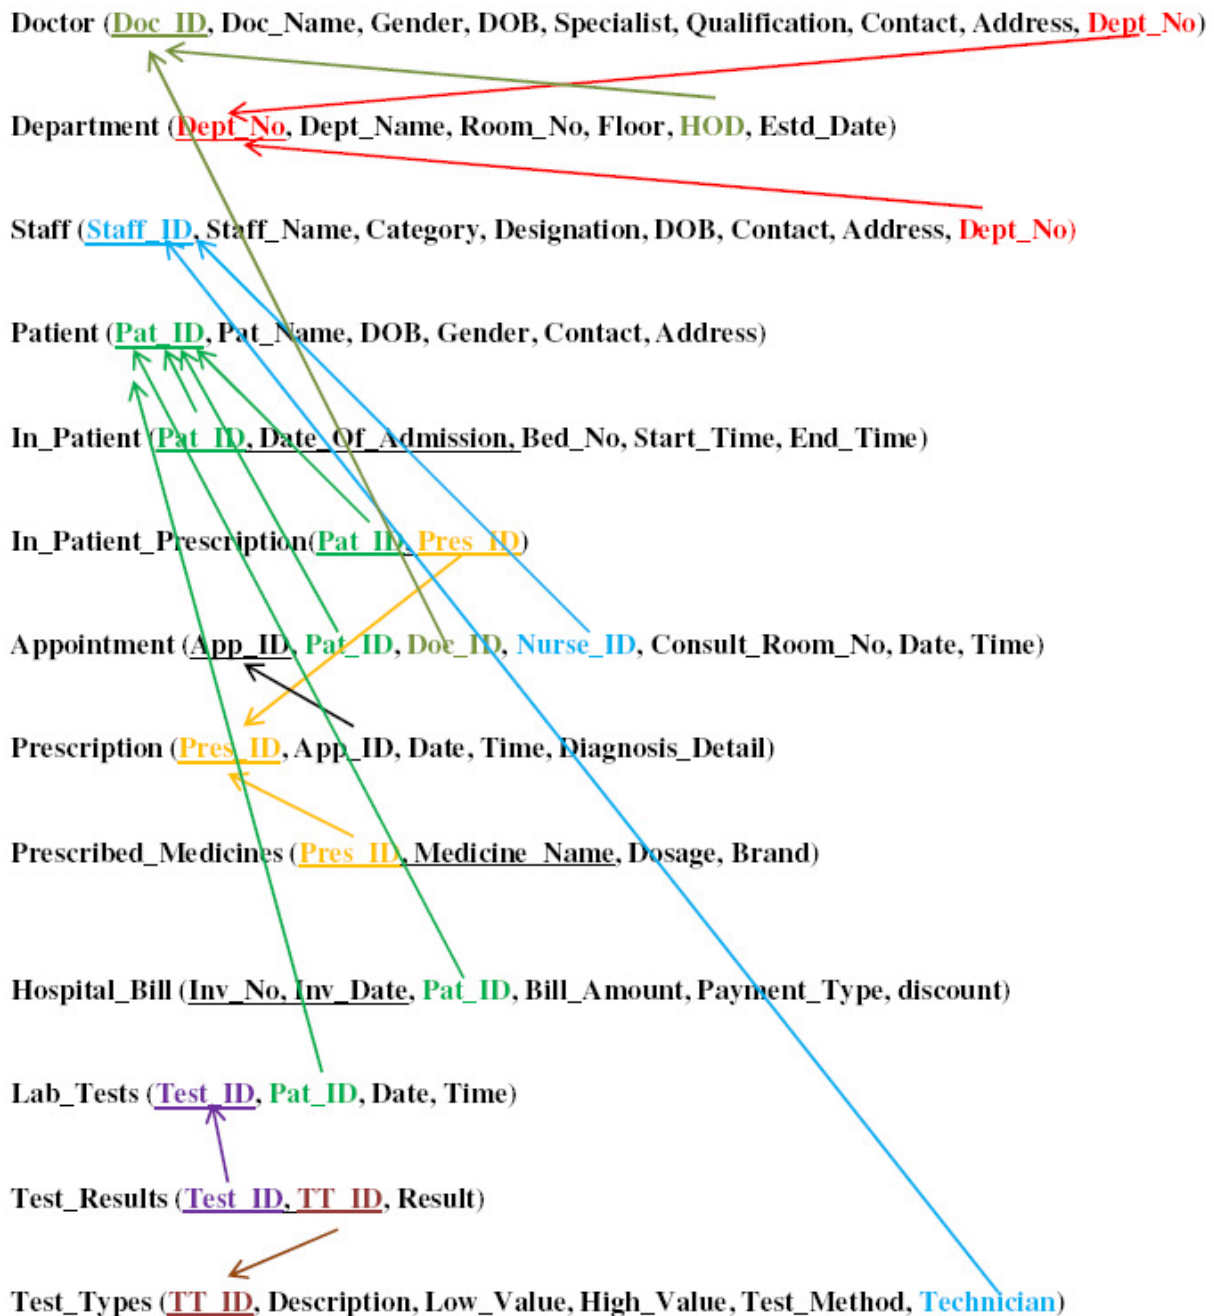 Doctor (Doc_ID, Doc_Name, Gender, DOB, Specialist, Qualification, Contact, Address, Dept_No)
Department (Dept_No, Dept_Name, Room_No, Floor, HOD, Estd_Date)
Staff (Staff_ID, Staff_Name, Category, Designation, DOB, Contact, Address, Dept_No)
Patient (Pat_ID, Pat_Name, DOB, Gender, Contact, Address)
In_Patient (Pat_ID, Date_Of_Admission, Bed_No, Start_Time, End_Time)
In_Patient_Prescription(Pat_ID, Pres_ID)
Appointment (App_ID, Pat_ID, Doc_ID, Nurse_ID, Consult_Room_No, Date, Time)
Prescription (Pres_ID, App_ID, Date, Time, Diagnosis_Detail)
Prescribed_Medicines (Pres_ID, Medicine_Name, Dosage, Brand)
Hospital_Bill (Inv_No, Inv_Date, Pat_ID, Bill_Amount, Payment_Type, discount)
Lab_Tests (Test_ID, Pat_ID, Date, Time)
Test_Results (Test_ID, TT_ID, Result)
Test_Types (TT_ID, Description, Low_Value, High_Value, Test_Method, Technician)